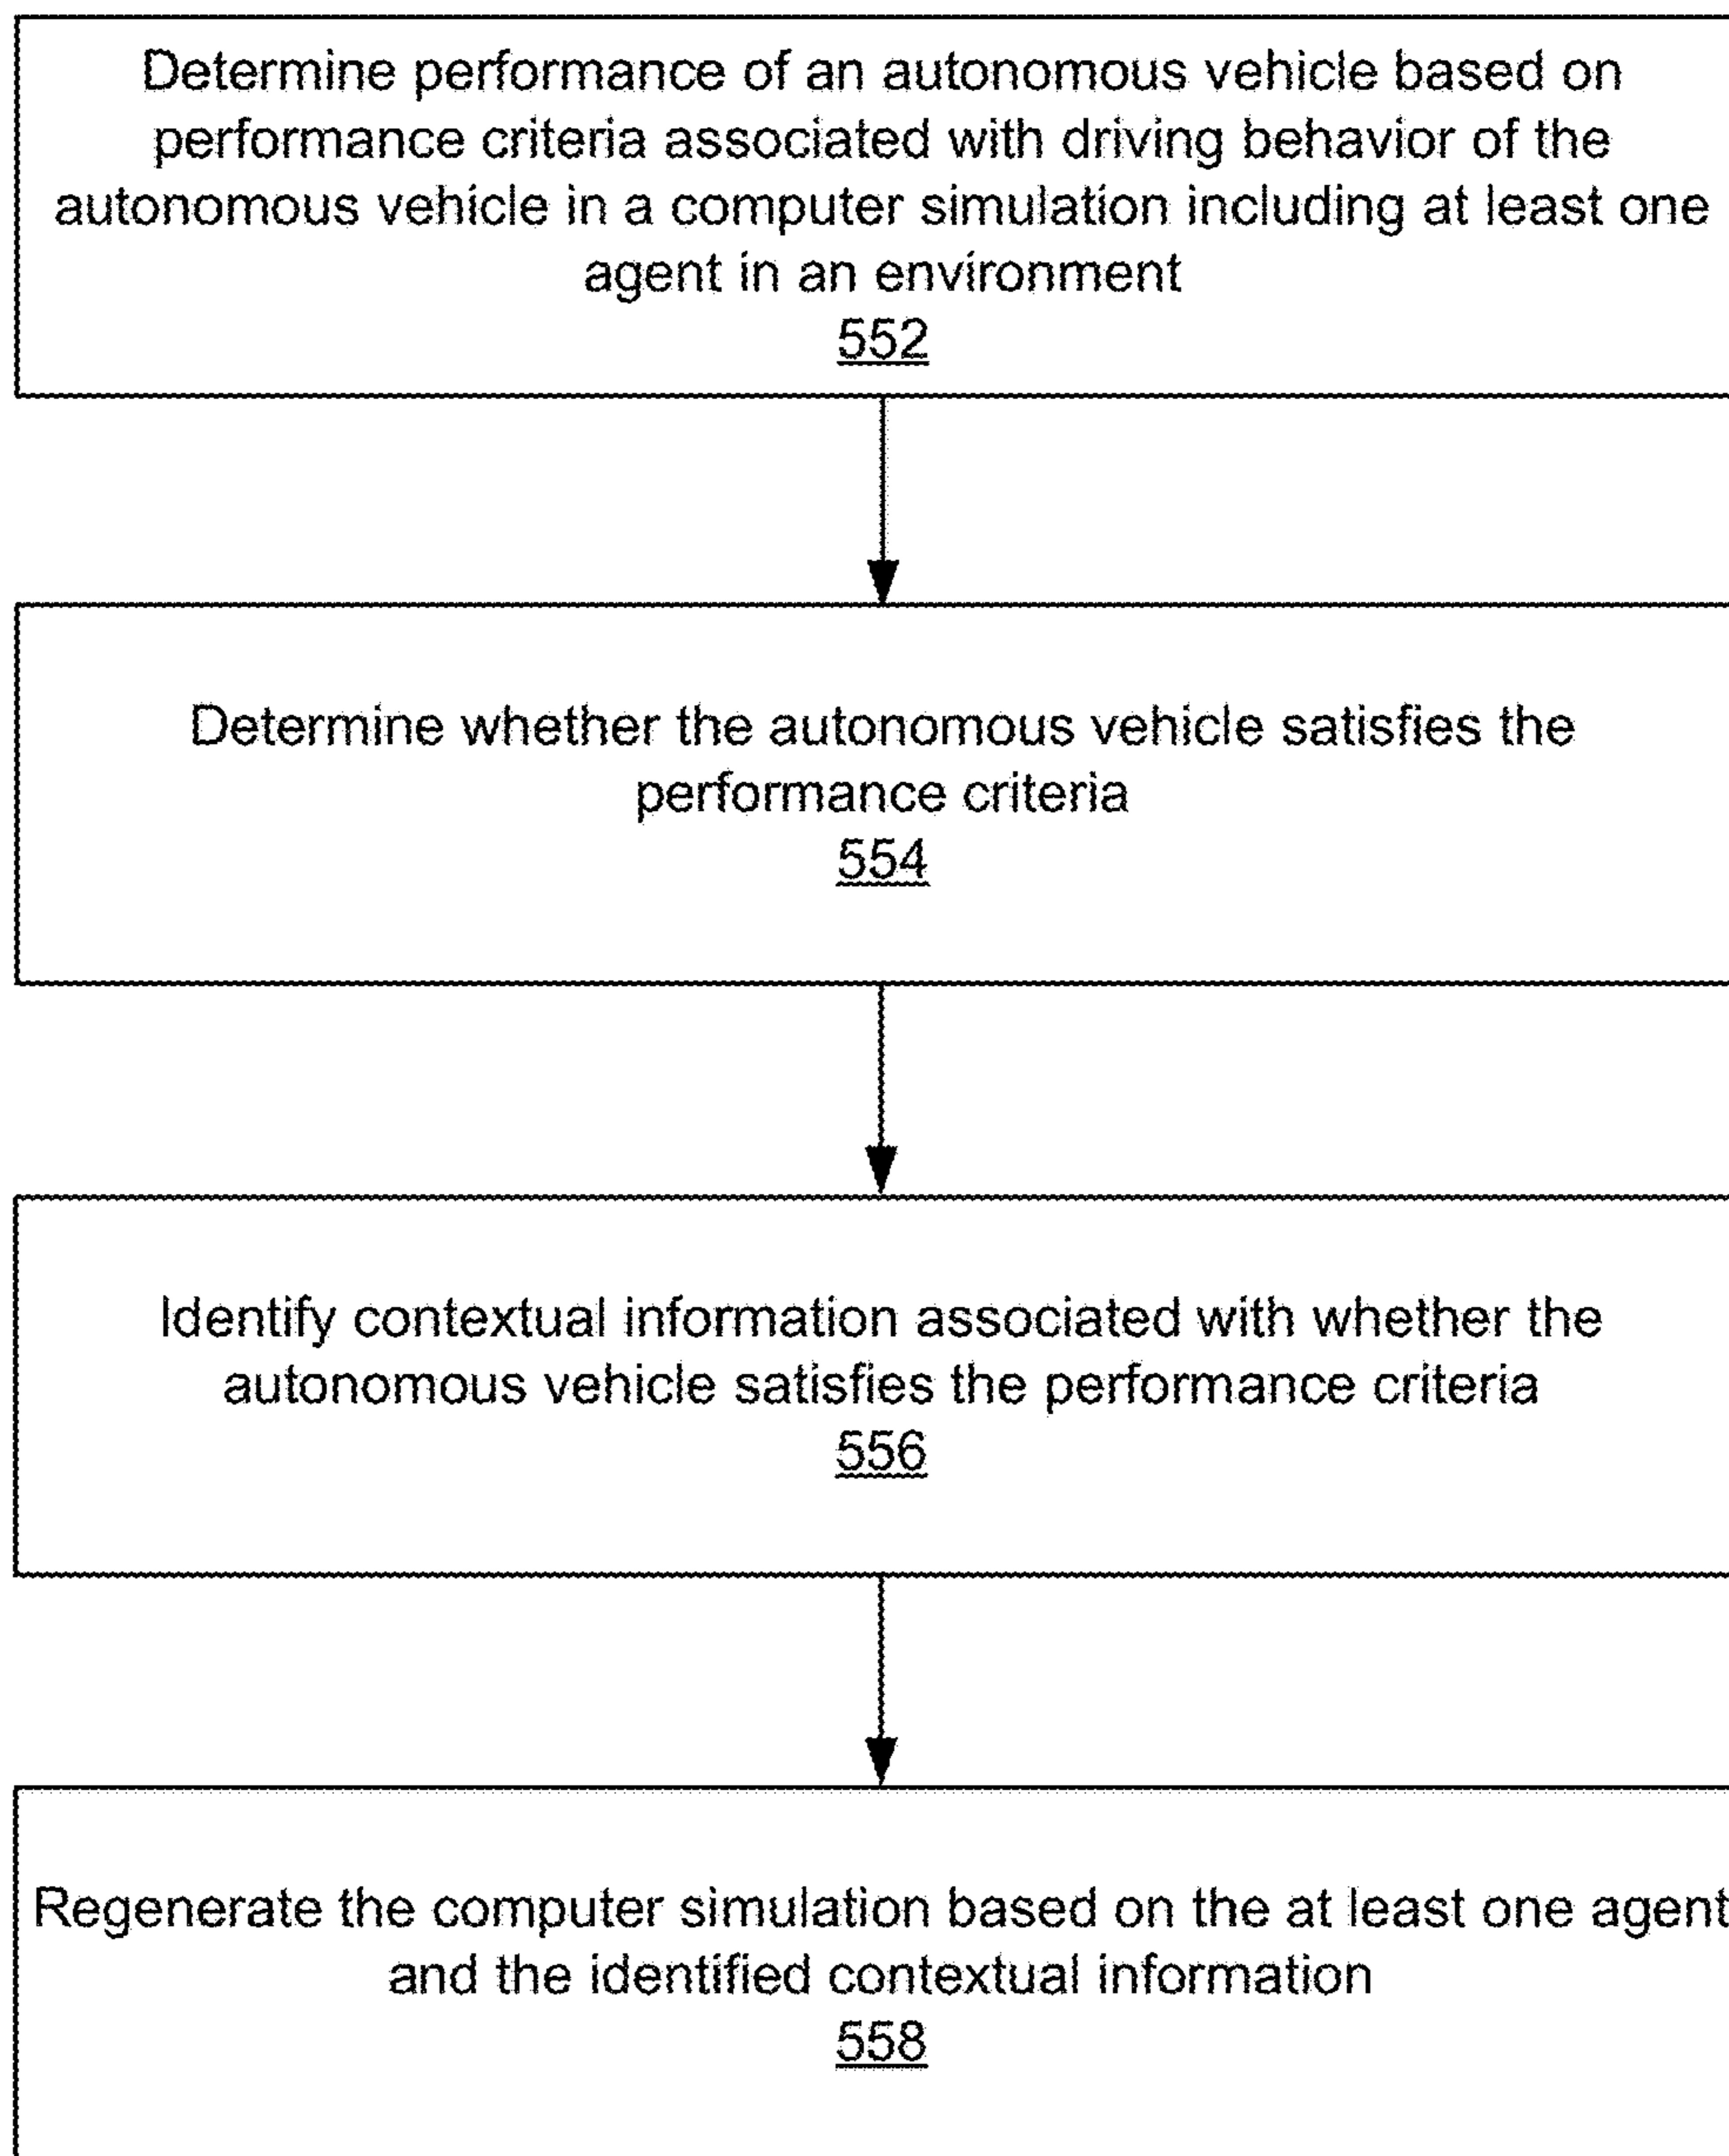 Determine performance of an autonomous vehicle based on
performance criteria associated with driving behavior of the
autonomous vehicle in a computer simulation including at least one
agent in an environment
552
Determine whether the autonomous vehicle satisfies the
performance criteria
554
Identify contextual information associated with whether the
autonomous vehicle satisfies the performance criteria
556
Regenerate the computer simulation based on the at least one agent
and the identified contextual information
558